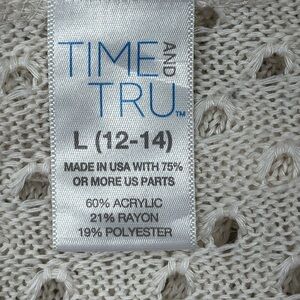 TIME AND
TRU™
L (12-14)
MADE IN USA WITH 75%
OR MORE US PARTS
60% ACRYLIC
21% RAYON
19% POLYESTER